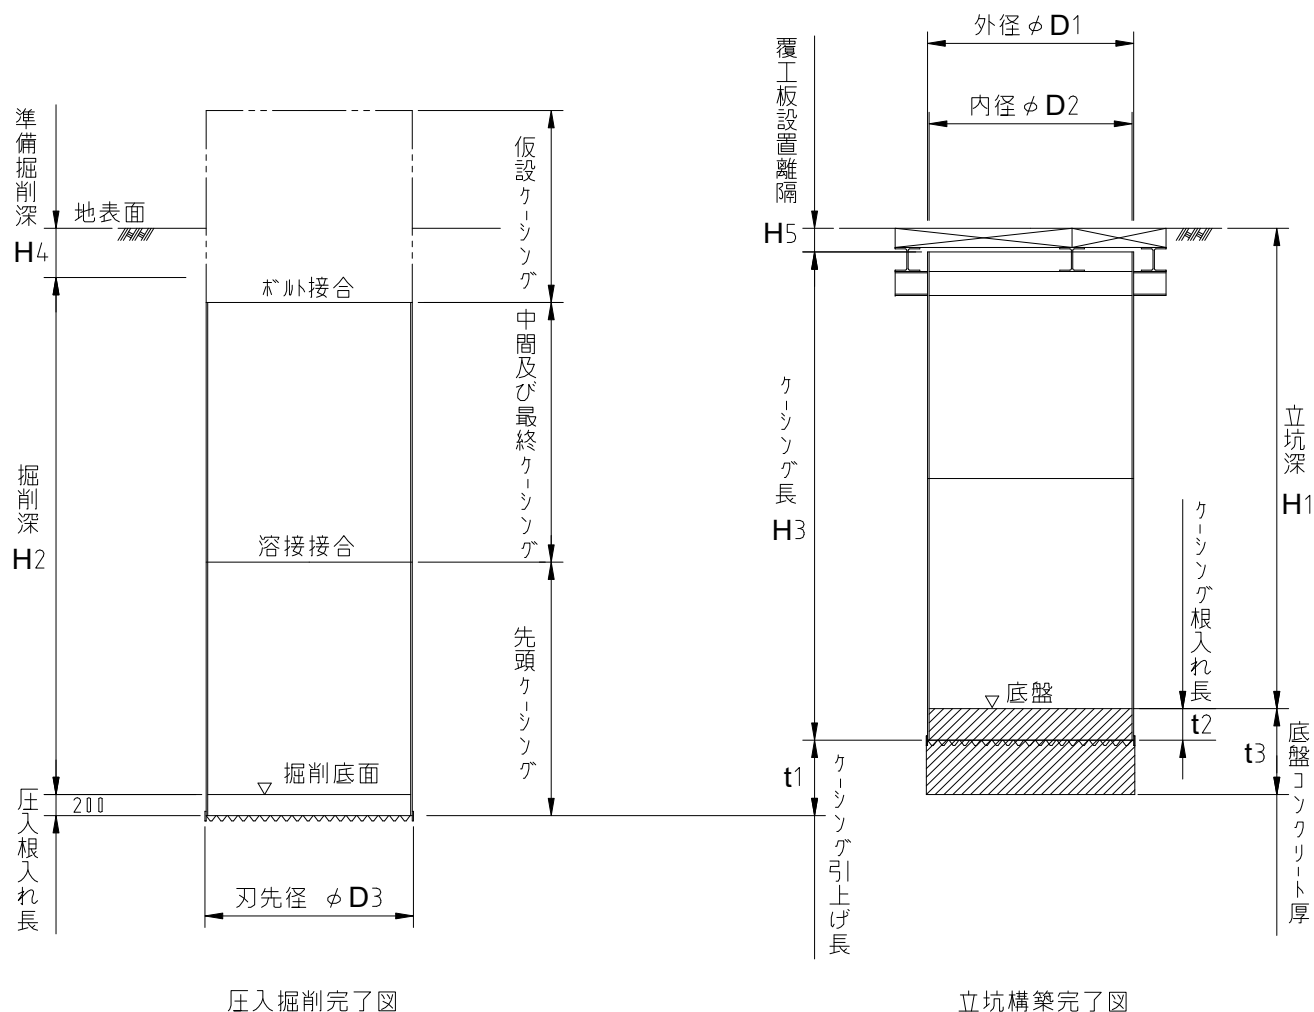 準備掘削深
H4
地表面
ボルト接合
仮設ケーシング
中間及び最終ケーシング
掘削深
H2
溶接接合
先頭ケーシング
掘削底面
200
圧入根入れ長
刃先径 φD3
圧入掘削完了図
外径φD1
内径φD2
覆工板設置離隔
H5
ケーシング長
H3
立坑深
H1
ケーシング根入れ長
t2
底盤
t3
底盤コンクリート厚
t1
ケーシング引上げ長
立坑構築完了図